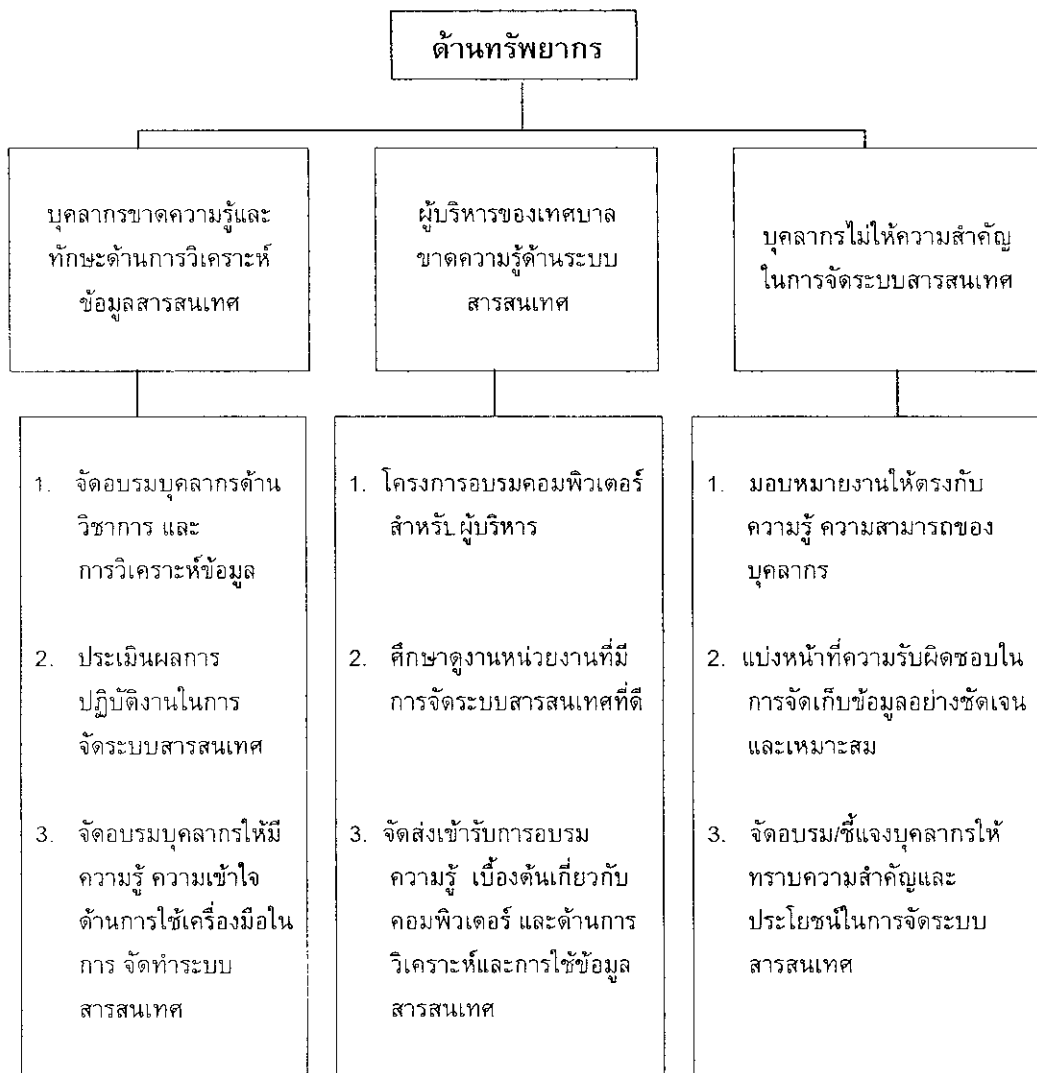 ด้านทรัพยากร
บุคลากรขาดความรู้และ
ทักษะด้านการวิเคราะห์
ข้อมูลสารสนเทศ
ผู้บริหารของเทศบาล
ขาดความรู้ด้านระบบ
สารสนเทศ
บุคลากรไม่ให้ความสำคัญ
ในการจัดระบบสารสนเทศ
1. จัดอบรมบุคลากรด้าน
วิชาการ และ
การวิเคราะห์ข้อมูล
2. ประเมินผลการ
ปฏิบัติงานในการ
จัดระบบสารสนเทศ
3. จัดอบรมบุคลากรให้มี
ความรู้ ความเข้าใจ
ด้านการใช้เครื่องมือใน
การ จัดทำระบบ
สารสนเทศ
1. โครงการอบรมคอมพิวเตอร์
สำหรับ ผู้บริหาร
2. ศึกษาดูงานหน่วยงานที่มี
การจัดระบบสารสนเทศที่ดี
3. จัดส่งเข้ารับการอบรม
ความรู้ เบื้องต้นเกี่ยวกับ
คอมพิวเตอร์ และด้านการ
วิเคราะห์และการใช้ข้อมูล
สารสนเทศ
1. มอบหมายงานให้ตรงกับ
ความรู้ ความสามารถของ
บุคลากร
2. แบ่งหน้าที่ความรับผิดชอบใน
การจัดเก็บข้อมูลอย่างชัดเจน
และเหมาะสม
3. จัดอบรม/ชี้แจงบุคลากรให้
ทราบความสำคัญและ
ประโยชน์ในการจัดระบบ
สารสนเทศ